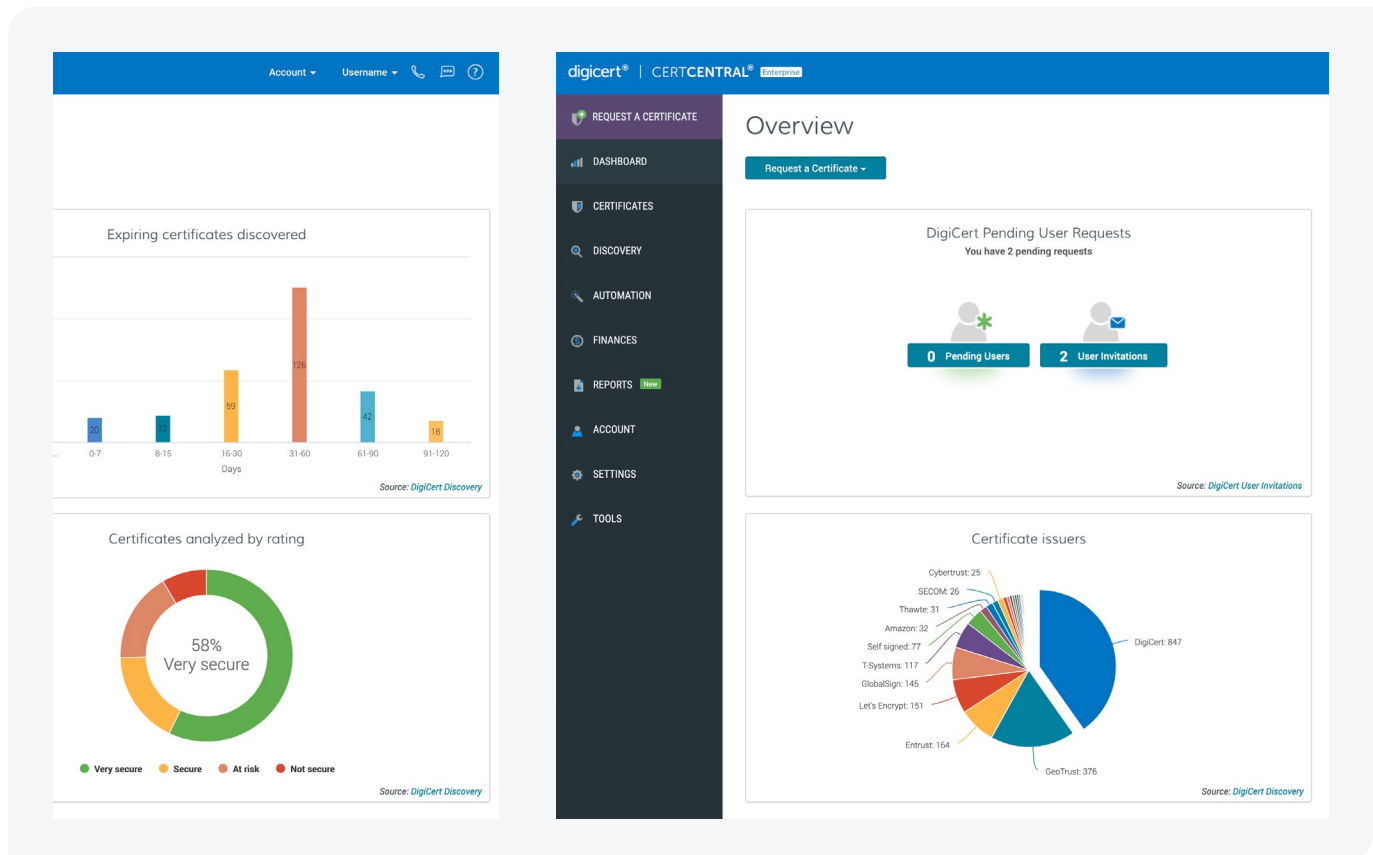 Account
Username
?
Expiring certificates discovered
20
22
59
126
42
18
...
0-7
8-15
16-30
31-60
61-90
91-120
Days
Source: DigiCert Discovery
Certificates analyzed by rating
58%
Very secure
Very secure
Secure
At risk
Not secure
Source: DigiCert Discovery
digicert® | CERTCENTRAL® Enterprise
REQUEST A CERTIFICATE
DASHBOARD
CERTIFICATES
DISCOVERY
AUTOMATION
FINANCES
REPORTS New
ACCOUNT
SETTINGS
TOOLS
Overview
Request a Certificate
DigiCert Pending User Requests
You have 2 pending requests
0 Pending Users
2 User Invitations
Source: DigiCert User Invitations
Certificate issuers
Cybertrust: 25
SECOM: 26
Thawte: 31
Amazon: 32
Self signed: 77
T-Systems: 117
GlobalSign: 145
Let's Encrypt: 151
Entrust: 164
GeoTrust: 376
DigiCert: 847
Source: DigiCert Discovery